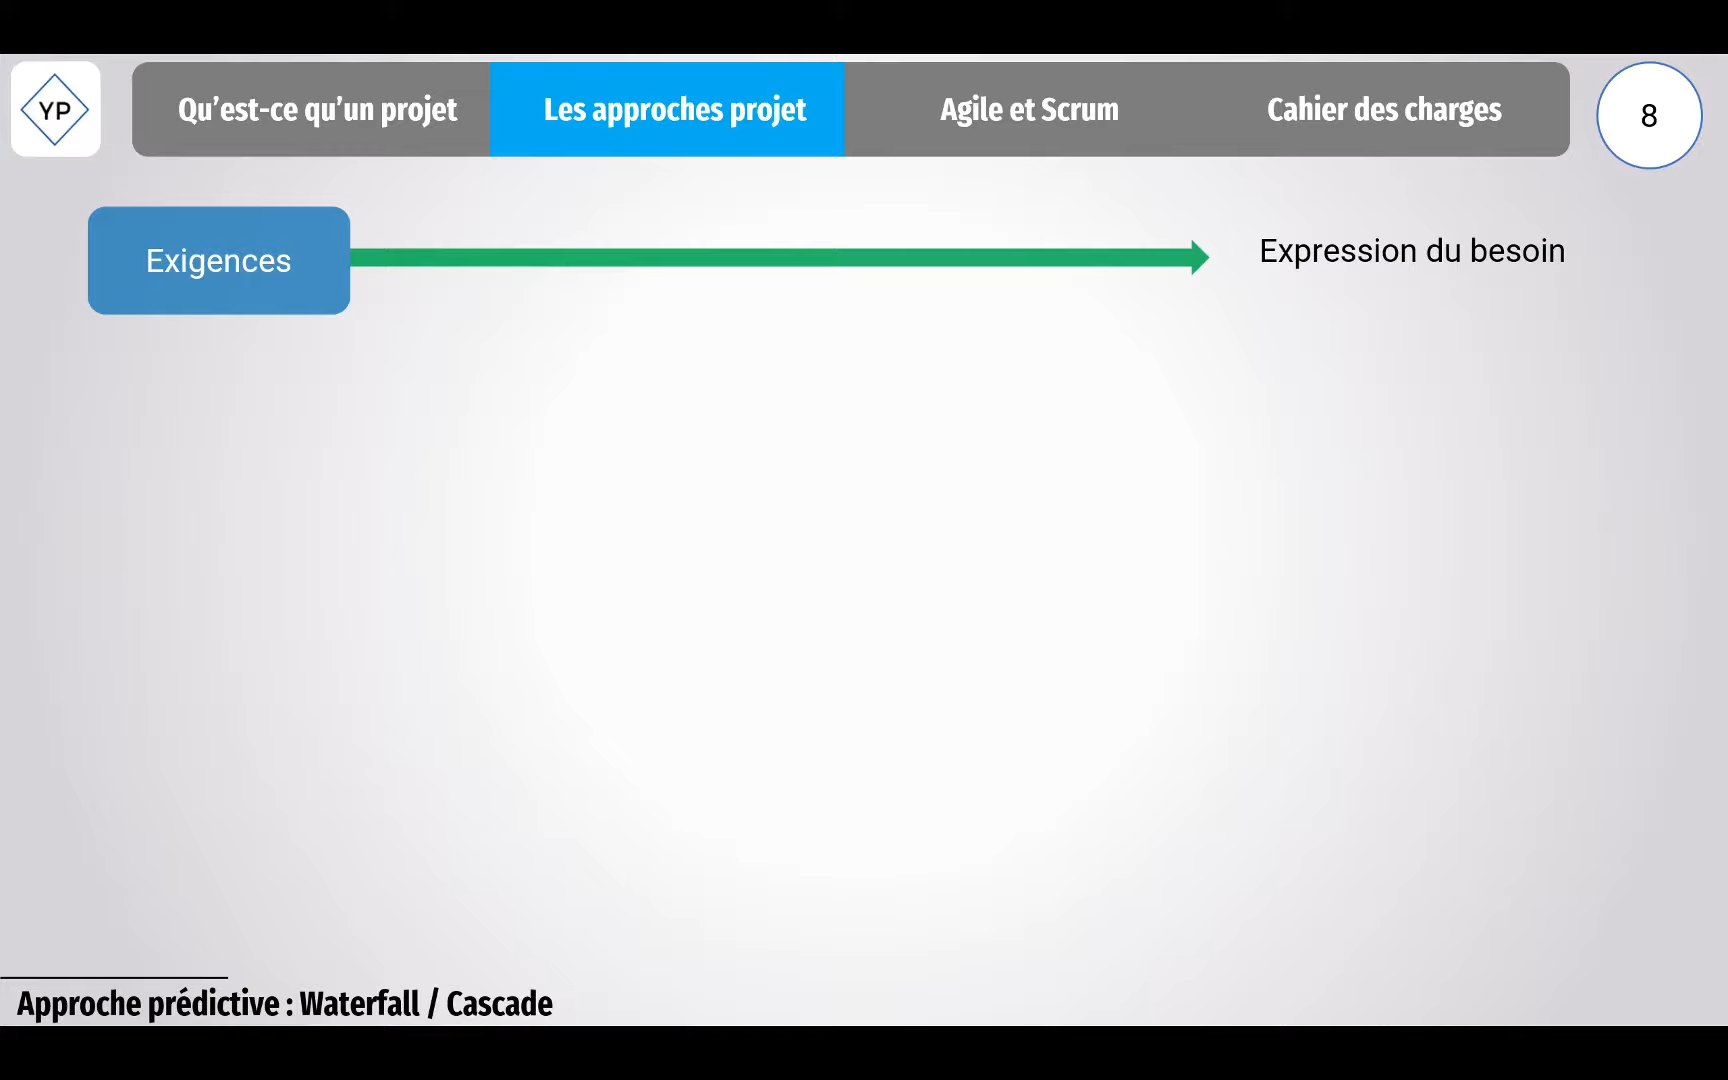 YP
Qu’est-ce qu’un projet
Les approches projet
Agile et Scrum
Cahier des charges
8
Exigences
Expression du besoin
Approche prédictive : Waterfall / Cascade